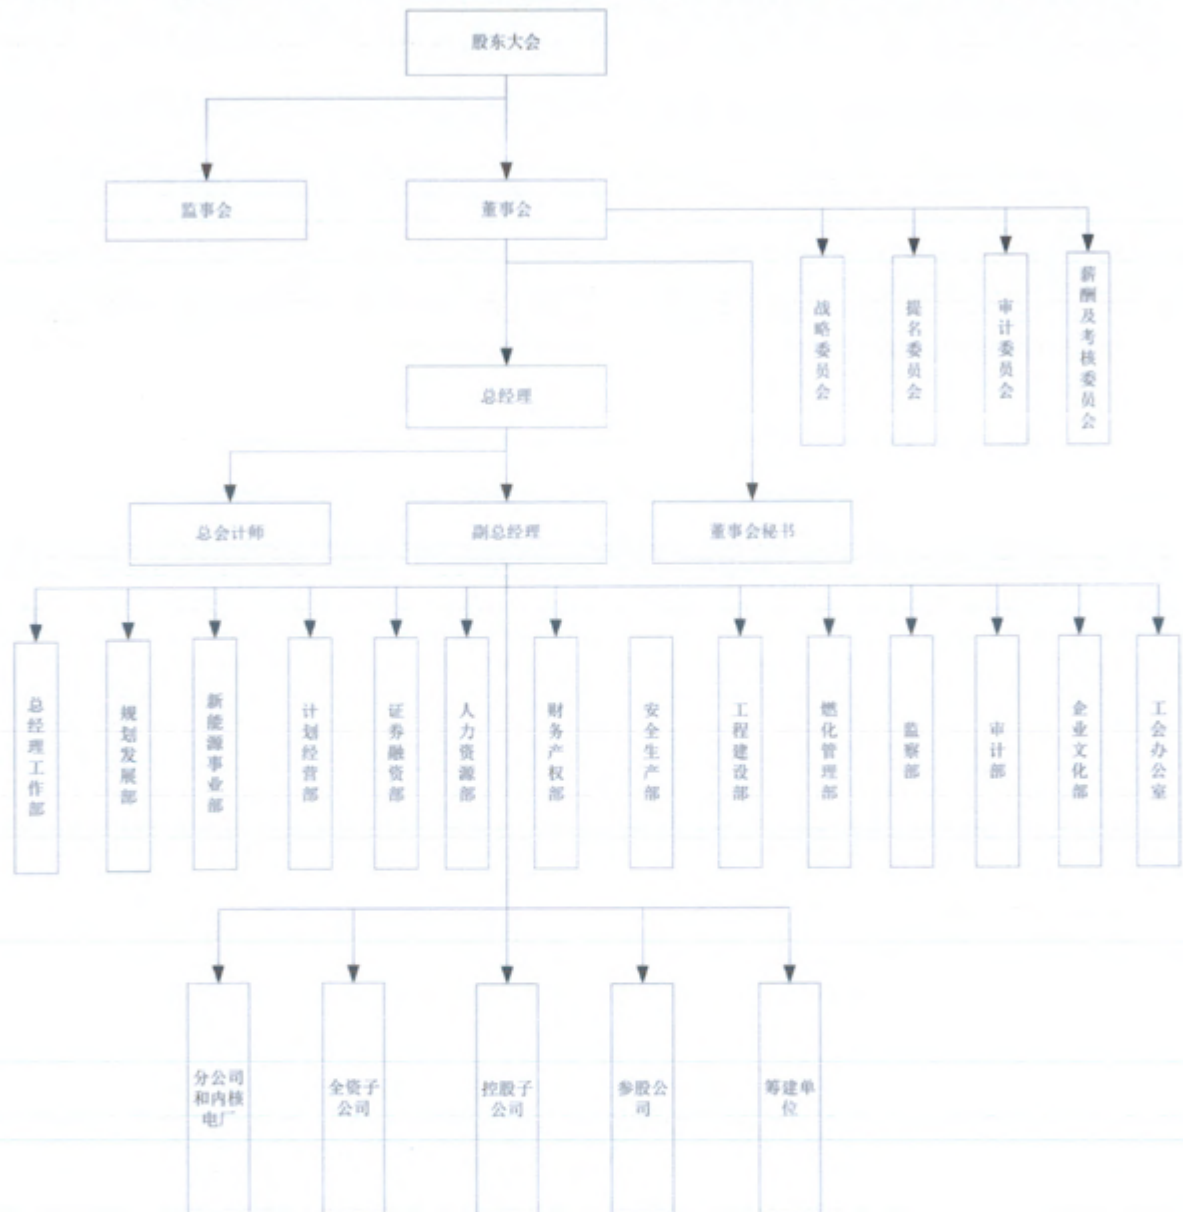 股东大会
监事会
董事会
战略委员会
提名委员会
审计委员会
薪酬及考核委员会
总经理
总会计师
副总经理
董事会秘书
总经理工作部
规划发展部
新能源事业部
计划经营部
证券融资部
人力资源部
财务产权部
安全生产部
工程建设部
燃化管理部
监察部
审计部
企业文化部
工会办公室
分公司
和内核
电厂
全资子
公司
控股子
公司
参股公
司
筹建单
位